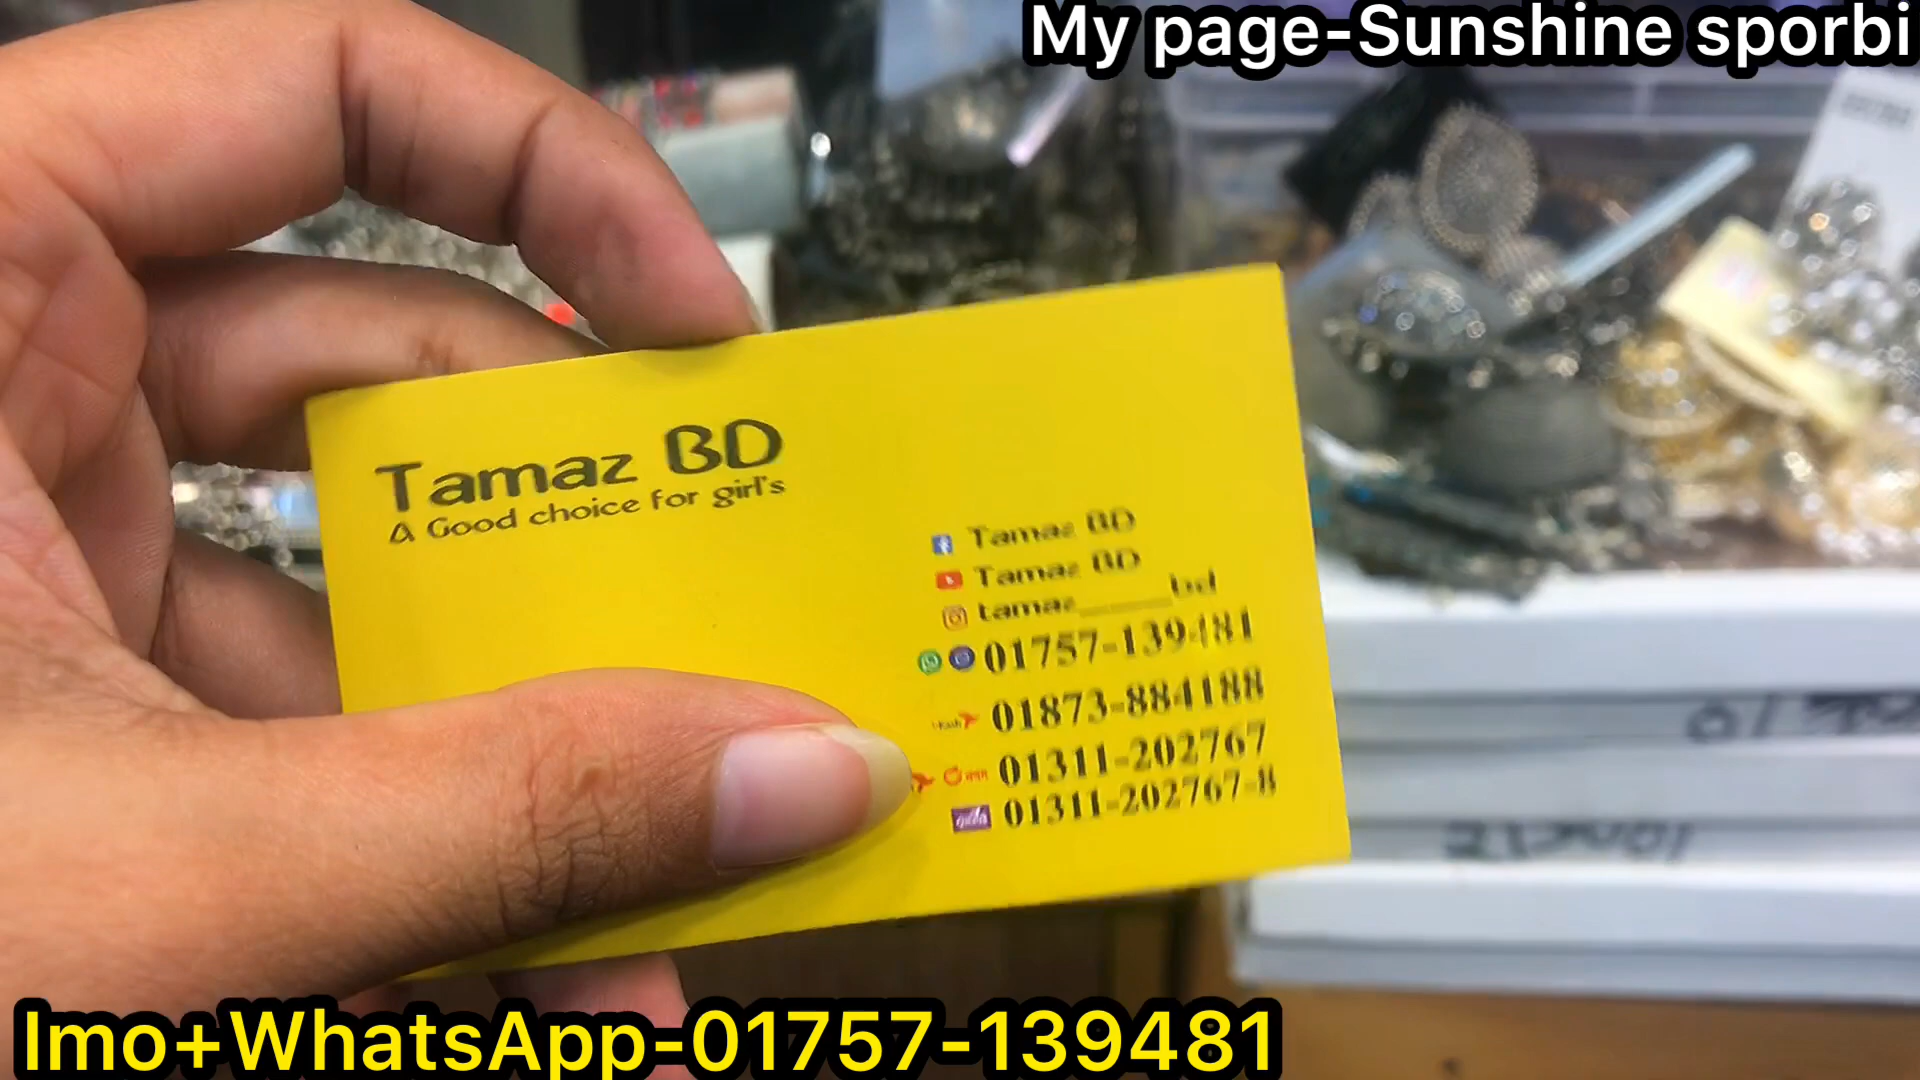 My page-Sunshine sporbi
Tamaz BD
A Good choice for girl's
Tamaz BD
Tamaz BD
tamaz_____bd
01757-139481
01873-884188
01311-202767
01311-202767-8
Imo+WhatsApp-01757-139481